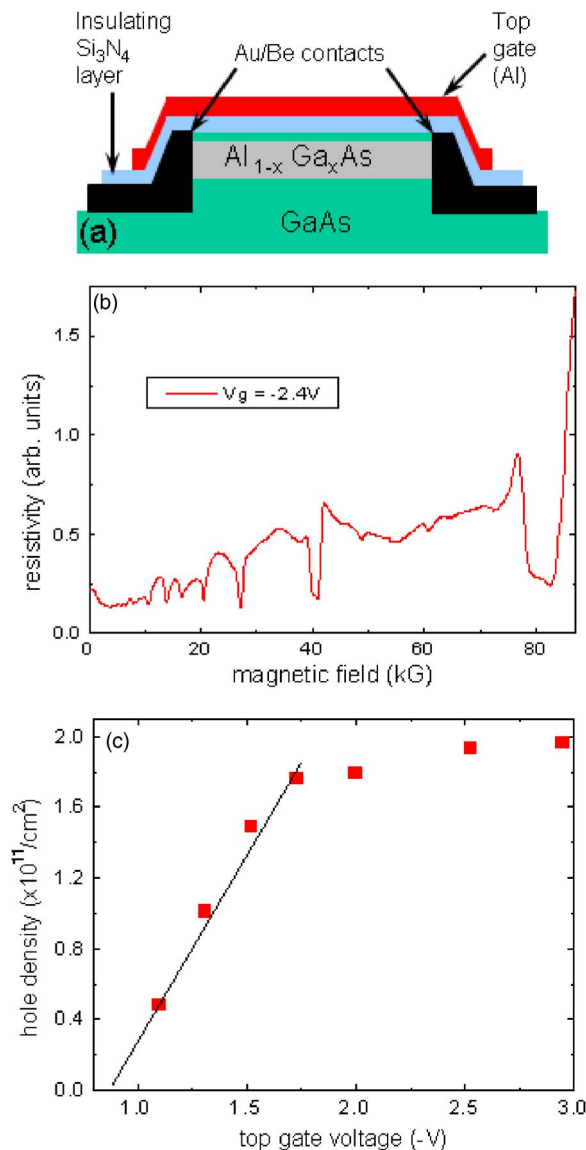 Insulating
Si₃N₄
layer
Au/Be contacts
Top
gate
(Al)
Al₁₋ₓ GaₓAs
GaAs
(a)
(b)
1.5
1.0
0.5
0.0
Vg = -2.4V
resistivity (arb. units)
0 20 40 60 80
magnetic field (kG)
(c)
2.0
1.6
1.2
0.8
0.4
0.0
hole density (x10¹¹/cm²)
1.0 1.5 2.0 2.5 3.0
top gate voltage (-V)